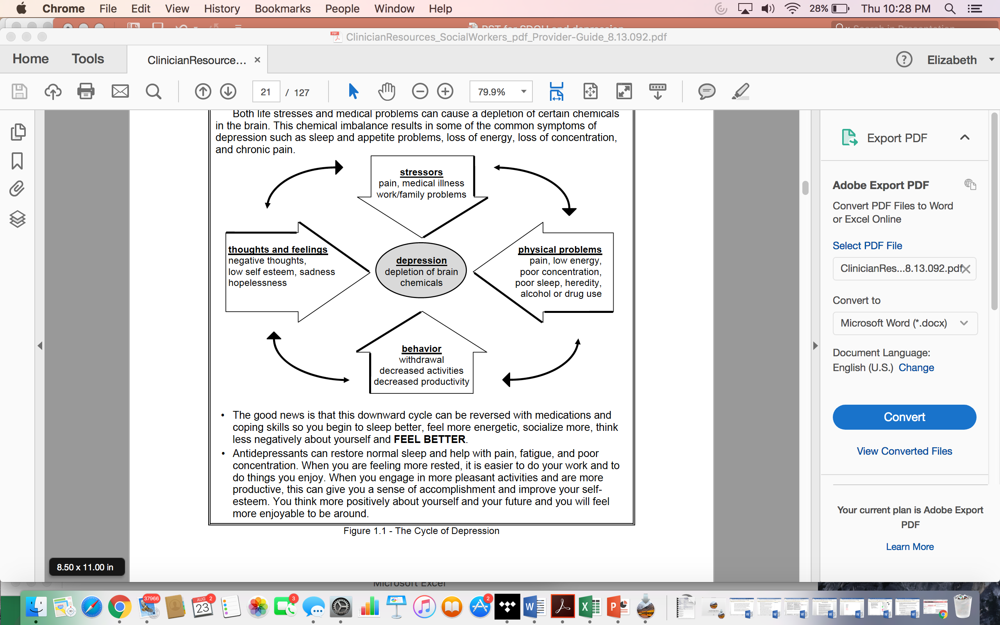 Chrome File Edit View History Bookmarks People Window Help 28% Thu 10:28 PM
PST for SDOH and depression
Search in Presentation
ClinicianResources_SocialWorkers_pdf_Provider-Guide_8.13.092.pdf
Home Tools ClinicianResource... × ? Elizabeth
21 / 127 79.9%
Both life stresses and medical problems can cause a depletion of certain chemicals
in the brain. This chemical imbalance results in some of the common symptoms of
depression such as sleep and appetite problems, loss of energy, loss of concentration,
and chronic pain.
stressors
pain, medical illness
work/family problems
thoughts and feelings
negative thoughts,
low self esteem, sadness
hopelessness
depression
depletion of brain
chemicals
physical problems
pain, low energy,
poor concentration,
poor sleep, heredity,
alcohol or drug use
behavior
withdrawal
decreased activities
decreased productivity
• The good news is that this downward cycle can be reversed with medications and
coping skills so you begin to sleep better, feel more energetic, socialize more, think
less negatively about yourself and FEEL BETTER.
• Antidepressants can restore normal sleep and help with pain, fatigue, and poor
concentration. When you are feeling more rested, it is easier to do your work and to
do things you enjoy. When you engage in more pleasant activities and are more
productive, this can give you a sense of accomplishment and improve your self-
esteem. You think more positively about yourself and your future and you will feel
more enjoyable to be around.
Figure 1.1 - The Cycle of Depression
8.50 x 11.00 in
Export PDF
Adobe Export PDF
Convert PDF Files to Word
or Excel Online
Select PDF File
ClinicianRes...8.13.092.pdf
Convert to
Microsoft Word (*.docx)
Document Language:
English (U.S.) Change
Convert
View Converted Files
Your current plan is Adobe Export
PDF
Learn More
Microsoft Excel
37966
AUG 2
23
3
2